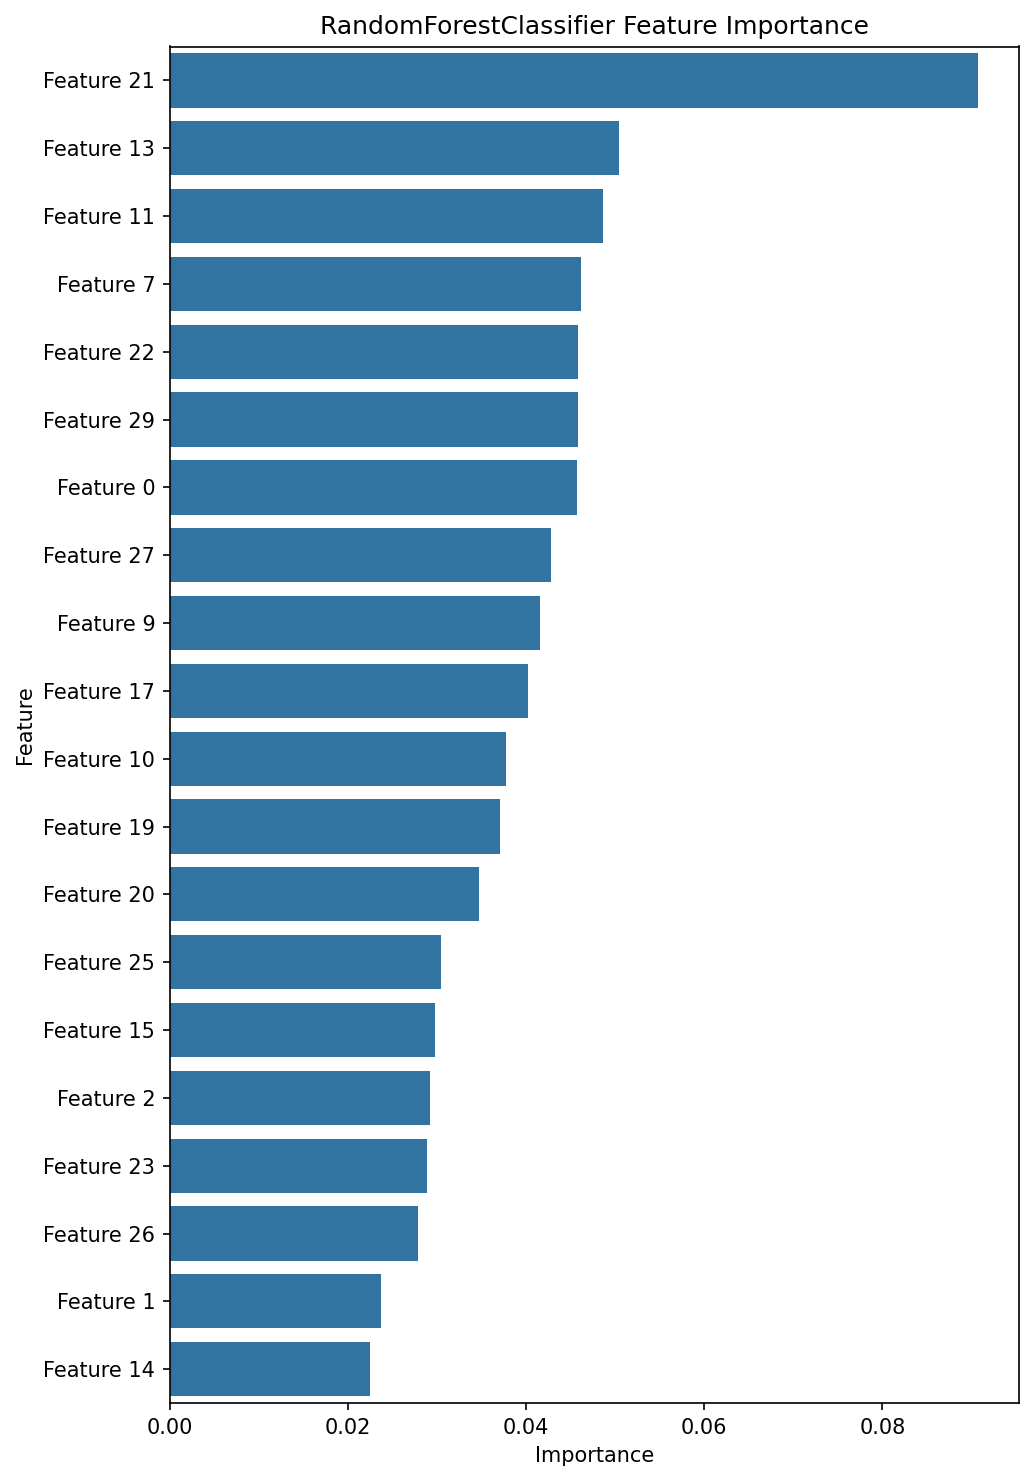 RandomForestClassifier Feature Importance
Feature 21
Feature 13
Feature 11
Feature 7
Feature 22
Feature 29
Feature 0
Feature 27
Feature 9
Feature 17
Feature 10
Feature 19
Feature 20
Feature 25
Feature 15
Feature 2
Feature 23
Feature 26
Feature 1
Feature 14
Feature
0.00 0.02 0.04 0.06 0.08
Importance